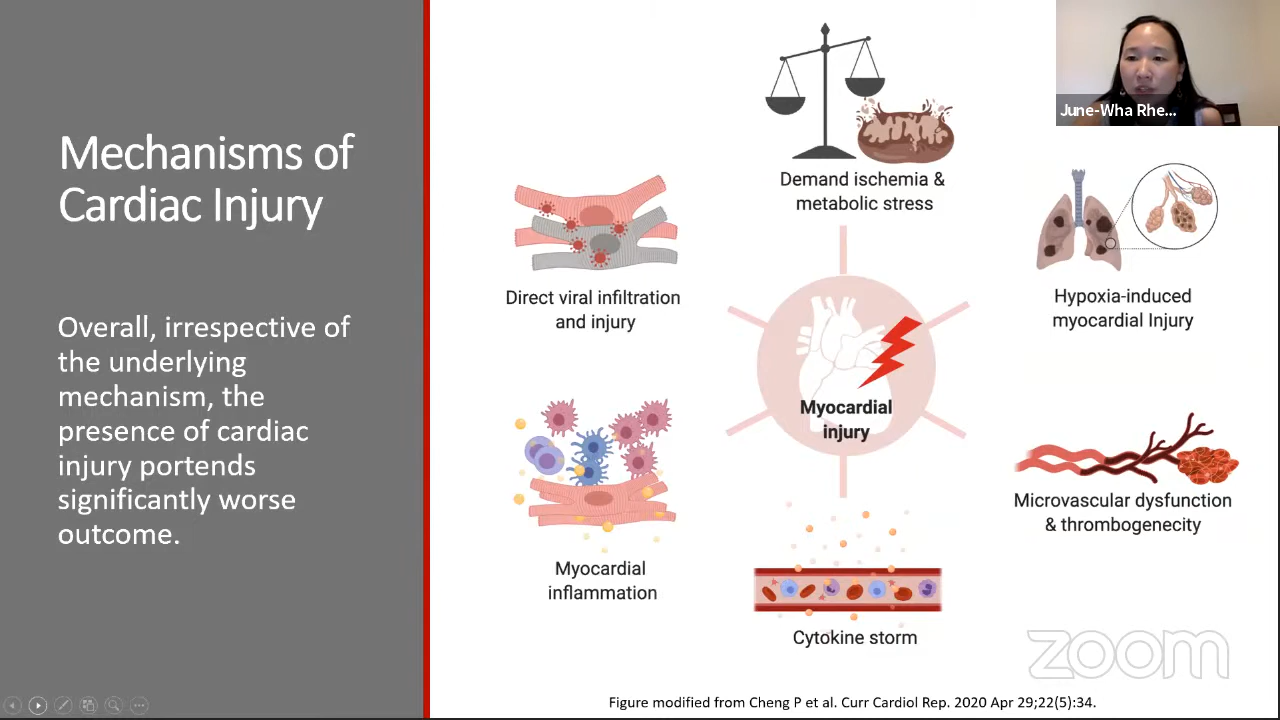 Mechanisms of
Cardiac Injury
Overall, irrespective of
the underlying
mechanism, the
presence of cardiac
injury portends
significantly worse
outcome.
Demand ischemia &
metabolic stress
June-Wha Rhe...
Direct viral infiltration
and injury
Hypoxia-induced
myocardial Injury
Myocardial
injury
Microvascular dysfunction
& thrombogenecity
Myocardial
inflammation
Cytokine storm
zoom
Figure modified from Cheng P et al. Curr Cardiol Rep. 2020 Apr 29;22(5):34.